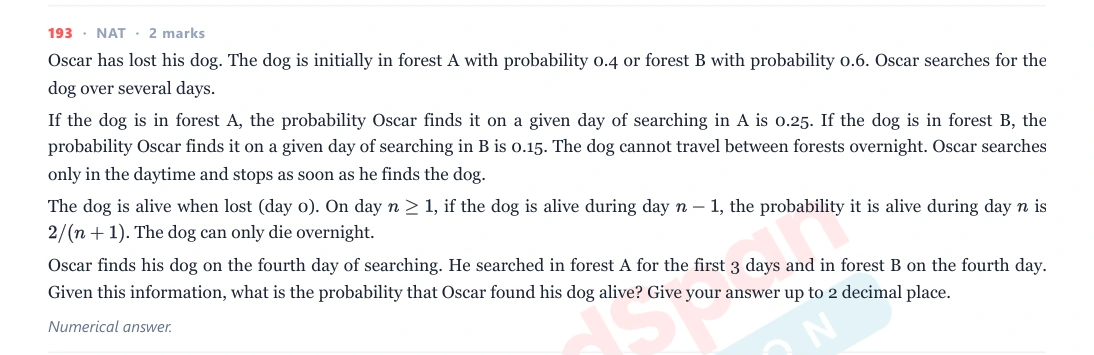 193 · NAT · 2 marks
Oscar has lost his dog. The dog is initially in forest A with probability 0.4 or forest B with probability 0.6. Oscar searches for the
dog over several days.
If the dog is in forest A, the probability Oscar finds it on a given day of searching in A is 0.25. If the dog is in forest B, the
probability Oscar finds it on a given day of searching in B is 0.15. The dog cannot travel between forests overnight. Oscar searches
only in the daytime and stops as soon as he finds the dog.
The dog is alive when lost (day 0). On day n ≥ 1, if the dog is alive during day n − 1, the probability it is alive during day n is
2/(n + 1). The dog can only die overnight.
Oscar finds his dog on the fourth day of searching. He searched in forest A for the first 3 days and in forest B on the fourth day.
Given this information, what is the probability that Oscar found his dog alive? Give your answer up to 2 decimal place.
Numerical answer.